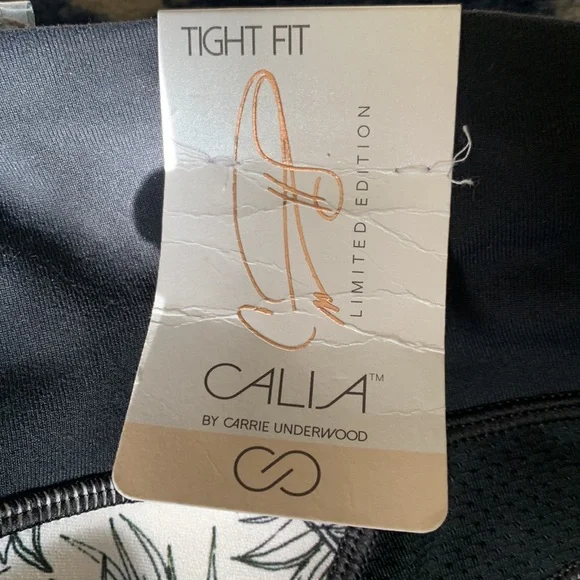 TIGHT FIT
LIMITED EDITION
CALIA™
BY CARRIE UNDERWOOD